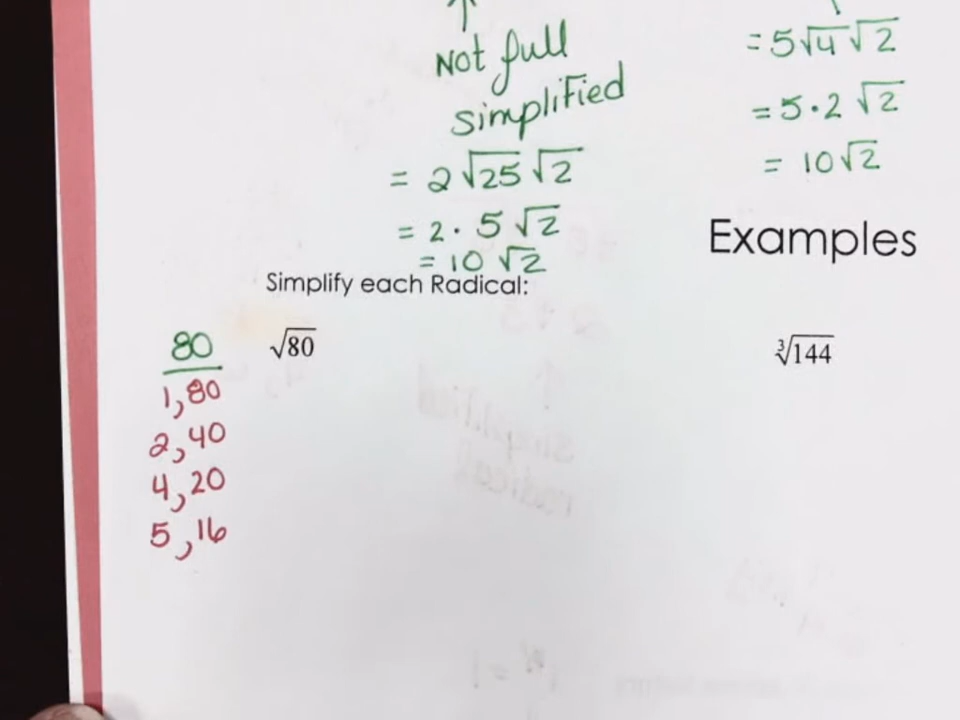 Not full
simplified
= 2√25 √2
= 2 · 5 √2
= 10 √2
= 5√4 √2
= 5 · 2 √2
= 10 √2
Examples
Simplify each Radical:
80
1, 80
2, 40
4, 20
5, 16
√80
∛144